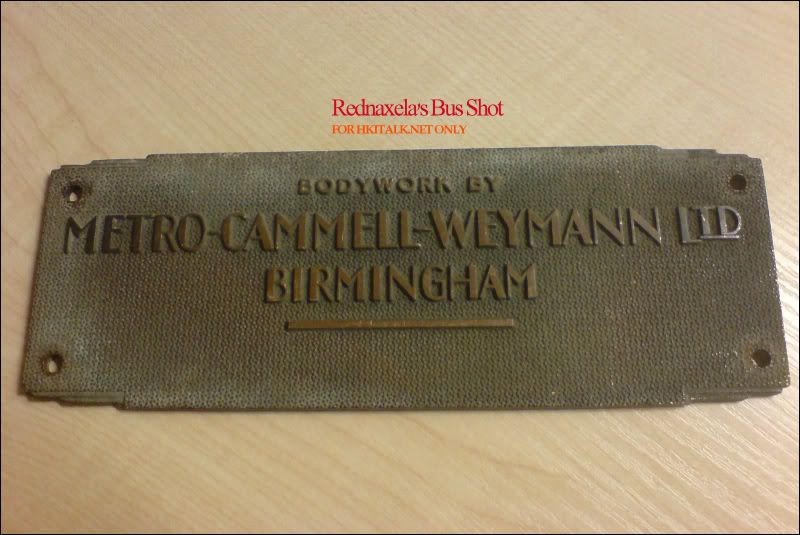 Rednaxela's Bus Shot
FOR HKITALK.NET ONLY
BODYWORK BY
METRO-CAMMELL-WEYMANN LTD
BIRMINGHAM